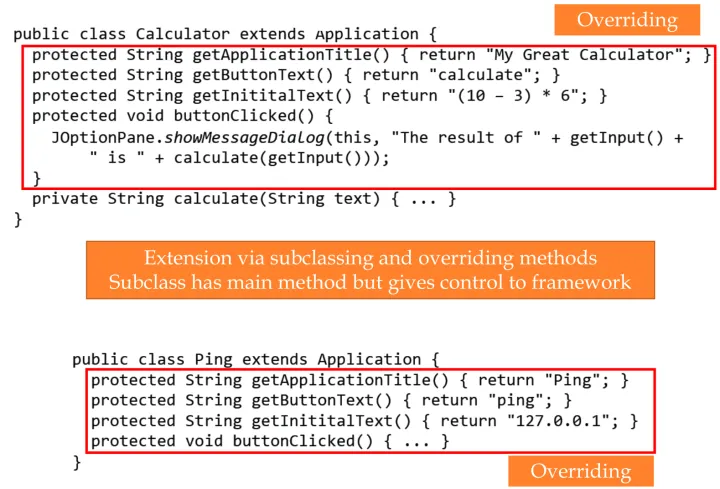 Overriding
public class Calculator extends Application {
protected String getApplicationTitle() { return "My Great Calculator"; }
protected String getButtonText() { return "calculate"; }
protected String getInititalText() { return "(10 – 3) * 6"; }
protected void buttonClicked() {
JOptionPane.showMessageDialog(this, "The result of " + getInput() +
" is " + calculate(getInput()));
}
private String calculate(String text) { ... }
}
Extension via subclassing and overriding methods
Subclass has main method but gives control to framework
public class Ping extends Application {
protected String getApplicationTitle() { return "Ping"; }
protected String getButtonText() { return "ping"; }
protected String getInititalText() { return "127.0.0.1"; }
protected void buttonClicked() { ... }
}
Overriding